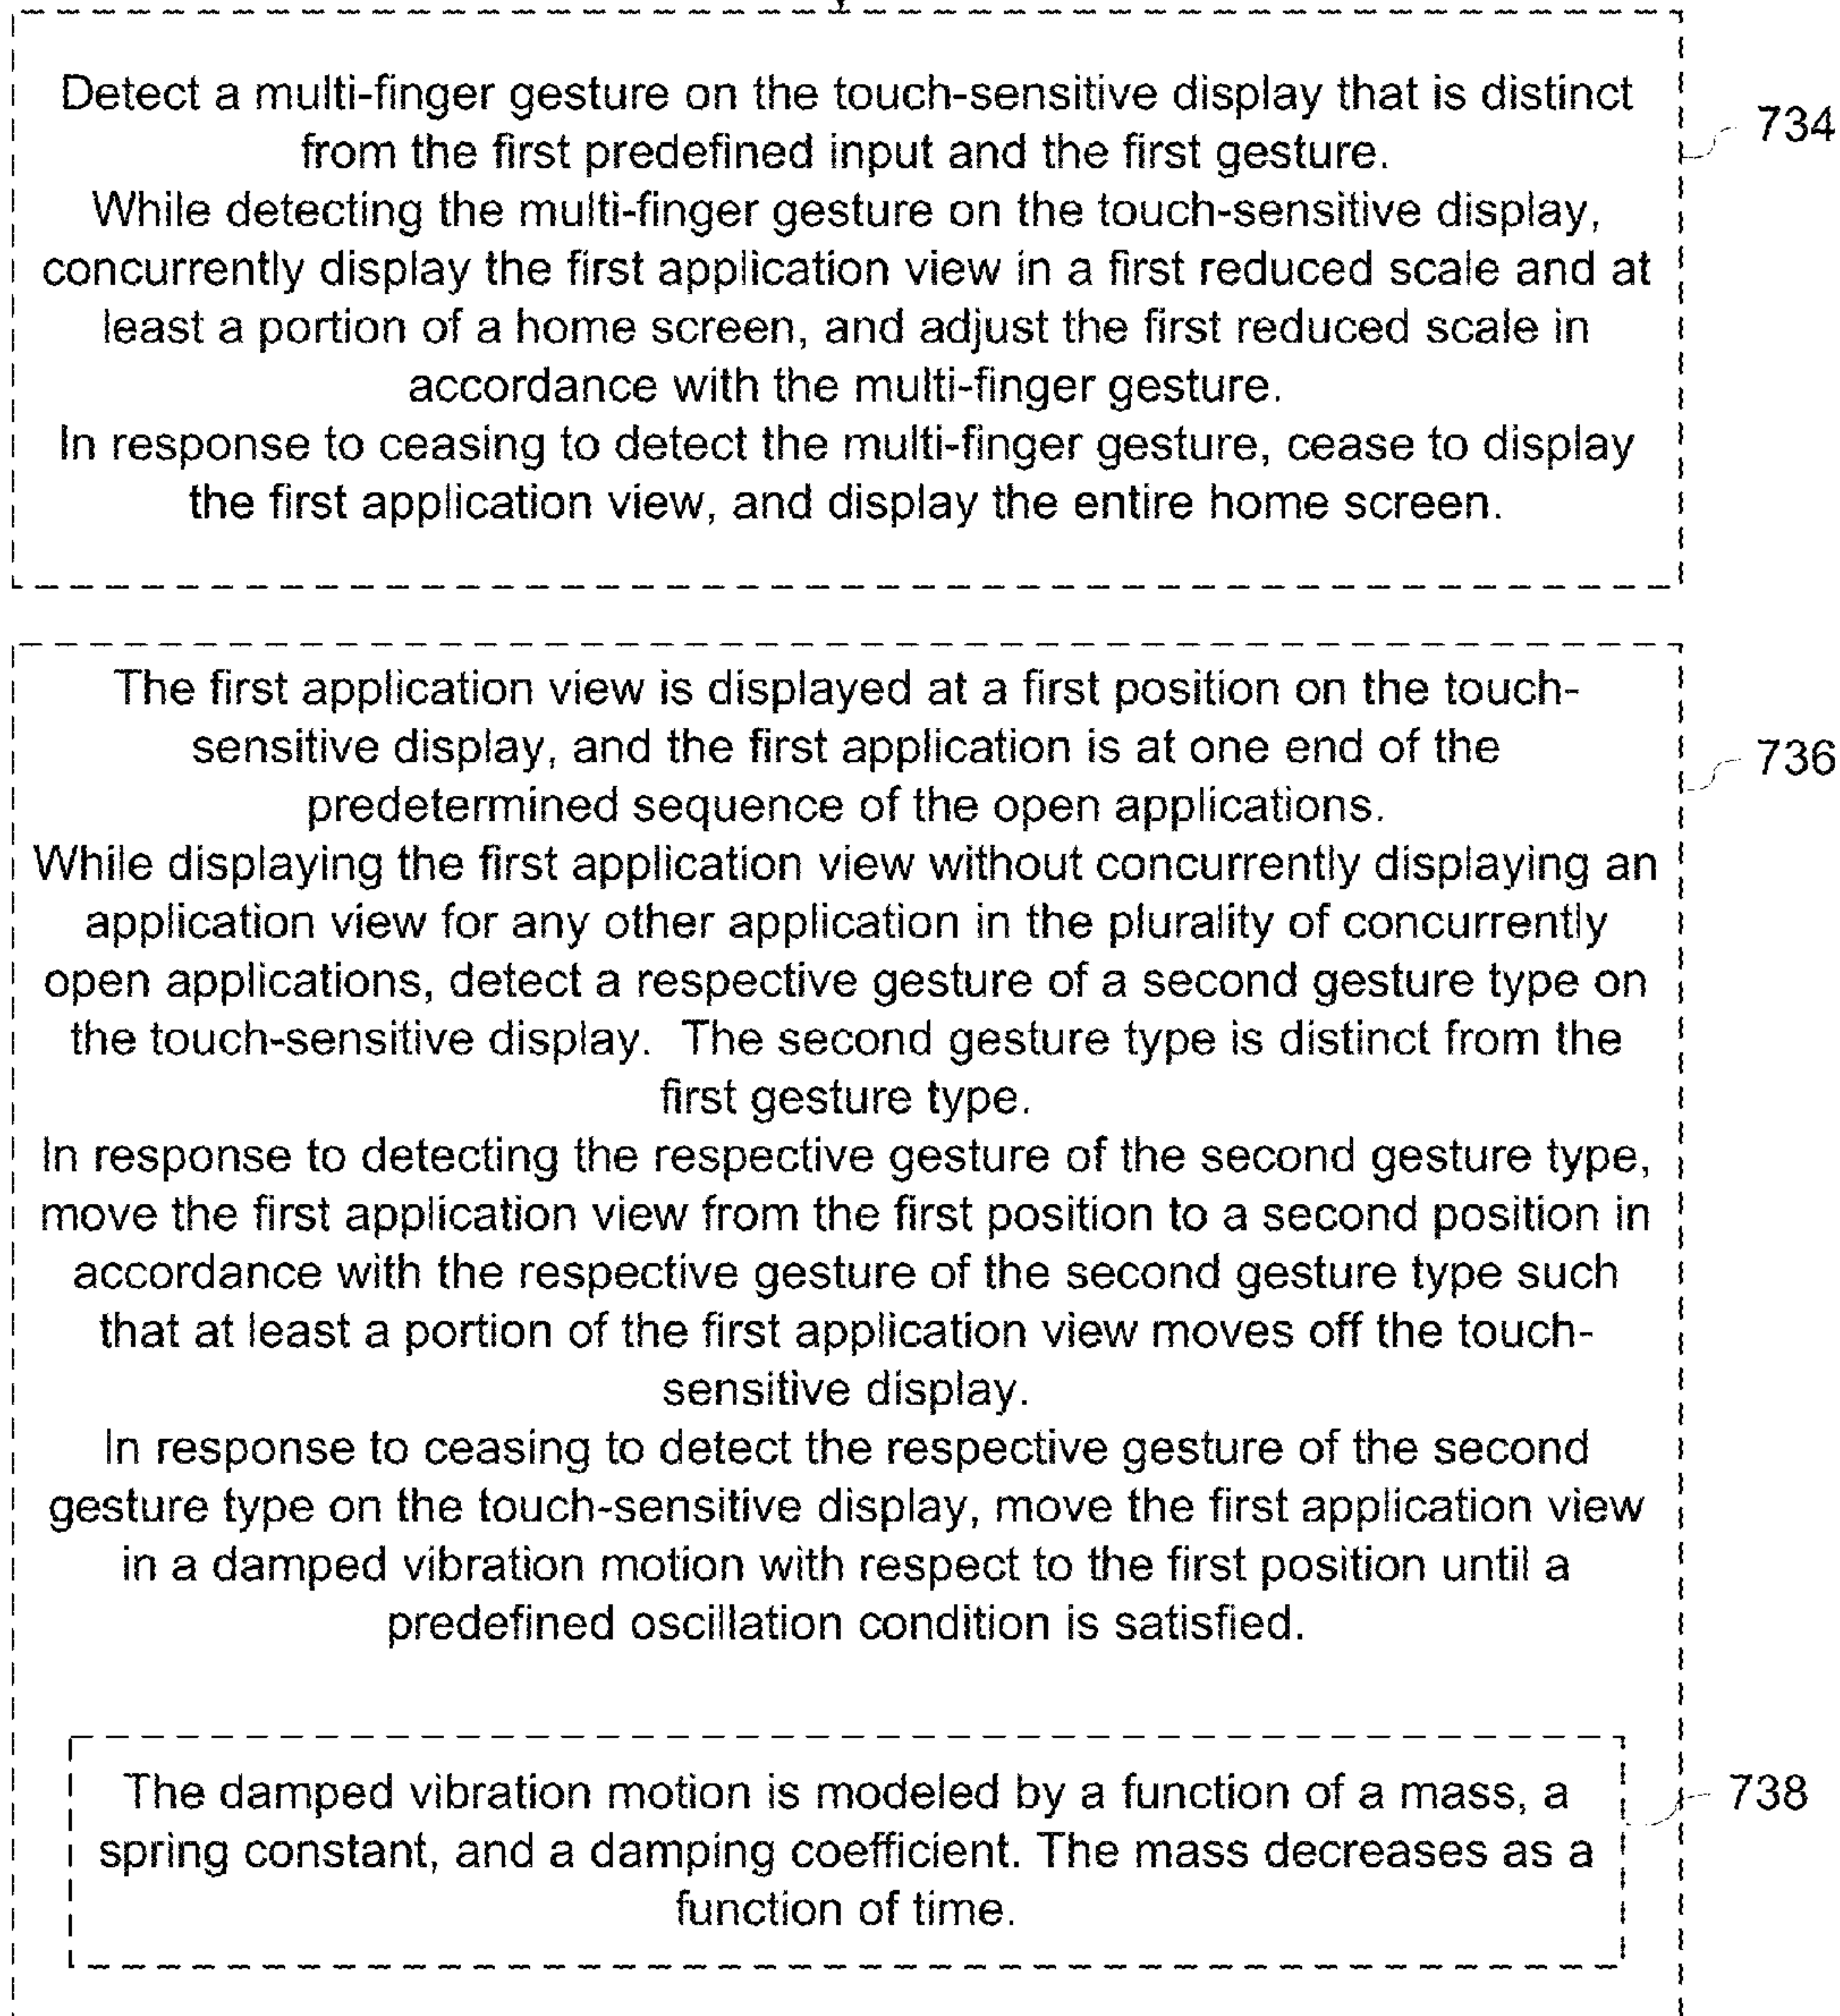 Detect a multi-finger gesture on the touch-sensitive display that is distinct
from the first predefined input and the first gesture.
While detecting the multi-finger gesture on the touch-sensitive display,
concurrently display the first application view in a first reduced scale and at
least a portion of a home screen, and adjust the first reduced scale in
accordance with the multi-finger gesture.
In response to ceasing to detect the multi-finger gesture, cease to display
the first application view, and display the entire home screen.
734
The first application view is displayed at a first position on the touch-
sensitive display, and the first application is at one end of the
predetermined sequence of the open applications.
While displaying the first application view without concurrently displaying an
application view for any other application in the plurality of concurrently
open applications, detect a respective gesture of a second gesture type on
the touch-sensitive display.  The second gesture type is distinct from the
first gesture type.
In response to detecting the respective gesture of the second gesture type,
move the first application view from the first position to a second position in
accordance with the respective gesture of the second gesture type such
that at least a portion of the first application view moves off the touch-
sensitive display.
In response to ceasing to detect the respective gesture of the second
gesture type on the touch-sensitive display, move the first application view
in a damped vibration motion with respect to the first position until a
predefined oscillation condition is satisfied.
736
The damped vibration motion is modeled by a function of a mass, a
spring constant, and a damping coefficient. The mass decreases as a
function of time.
738